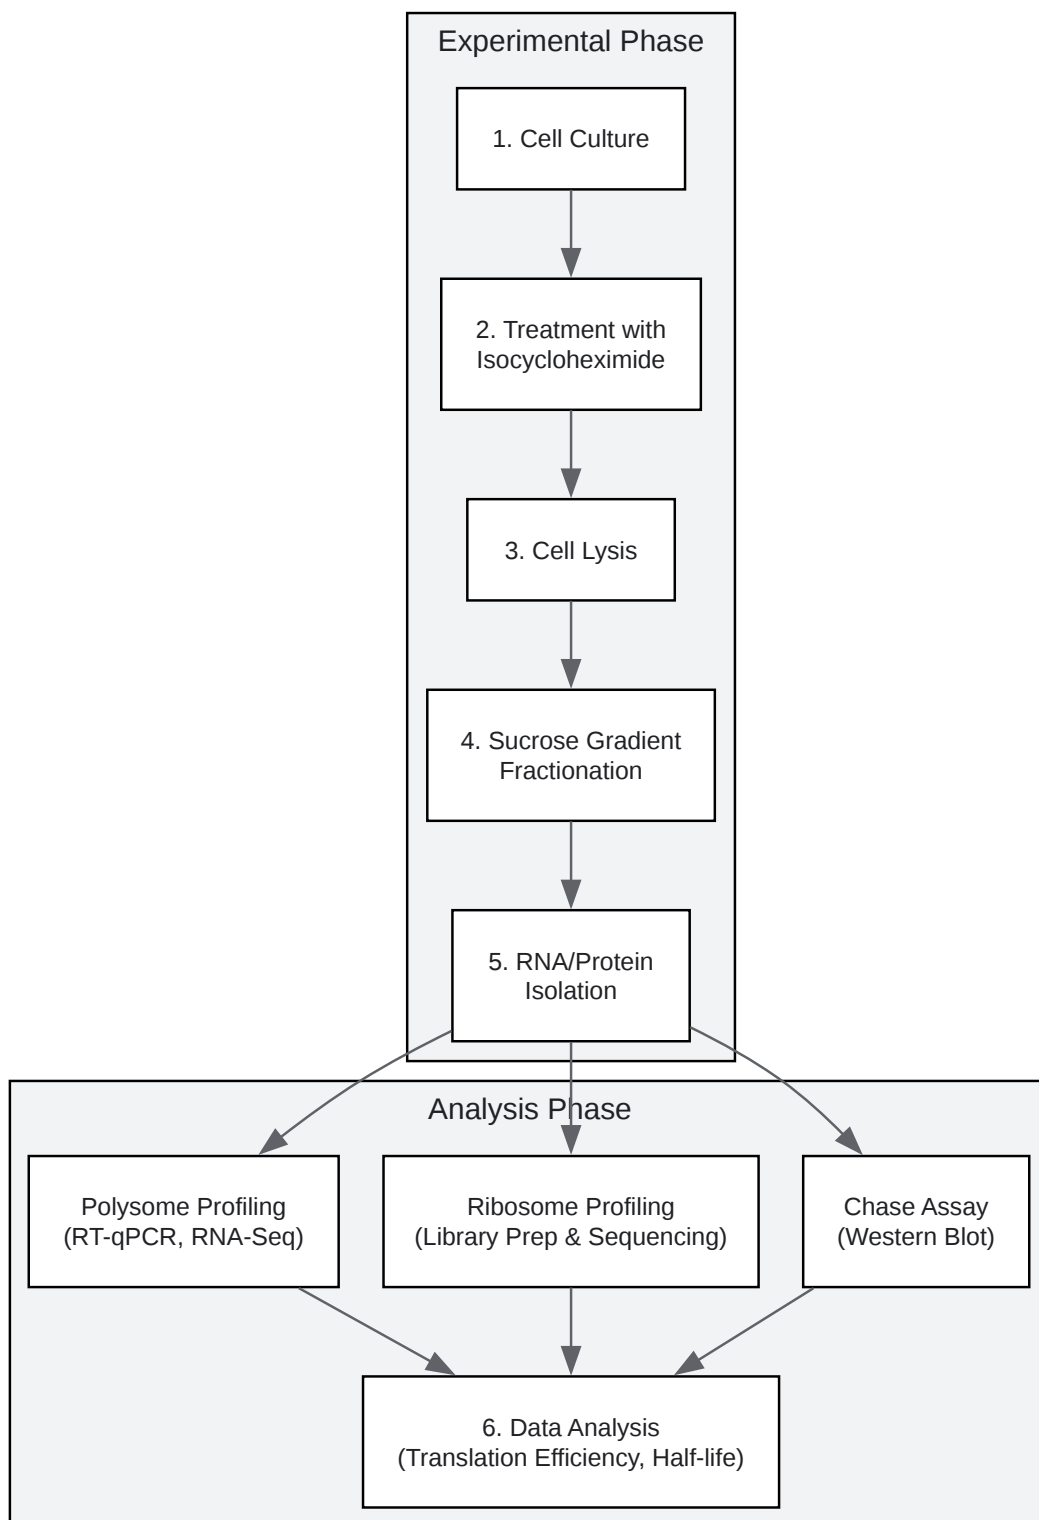 Experimental Phase
1. Cell Culture
2. Treatment with
Isocycloheximide
3. Cell Lysis
4. Sucrose Gradient
Fractionation
5. RNA/Protein
Isolation
Analysis Phase
Polysome Profiling
(RT-qPCR, RNA-Seq)
Ribosome Profiling
(Library Prep & Sequencing)
Chase Assay
(Western Blot)
6. Data Analysis
(Translation Efficiency, Half-life)